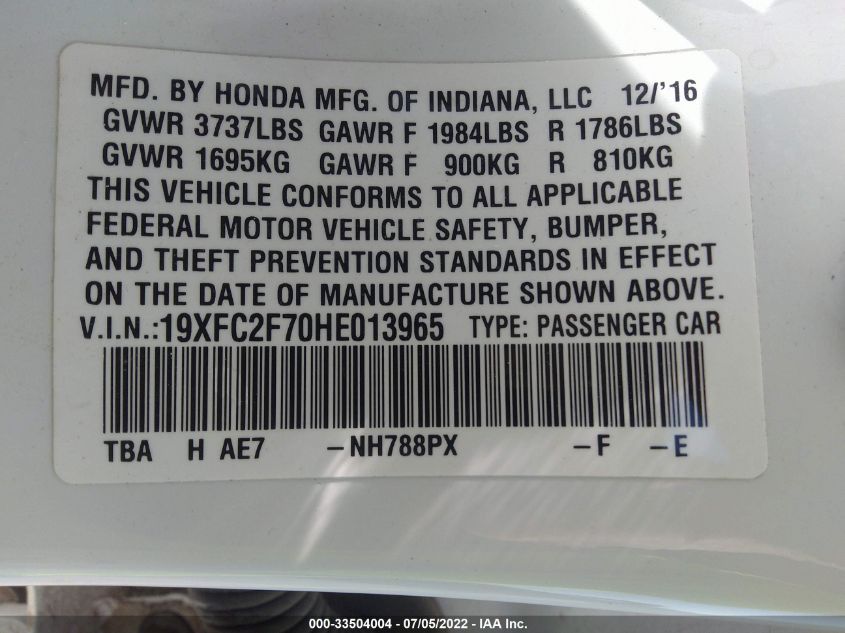 MFD. BY HONDA MFG. OF INDIANA, LLC 12/'16
GVWR 3737LBS GAWR F 1984LBS R 1786LBS
GVWR 1695KG GAWR F 900KG R 810KG
THIS VEHICLE CONFORMS TO ALL APPLICABLE
FEDERAL MOTOR VEHICLE SAFETY, BUMPER,
AND THEFT PREVENTION STANDARDS IN EFFECT
ON THE DATE OF MANUFACTURE SHOWN ABOVE.
V.I.N.:19XFC2F70HE013965 TYPE: PASSENGER CAR
TBA H AE7 -NH788PX -F -E
000-33504004 - 07/05/2022 - IAA Inc.